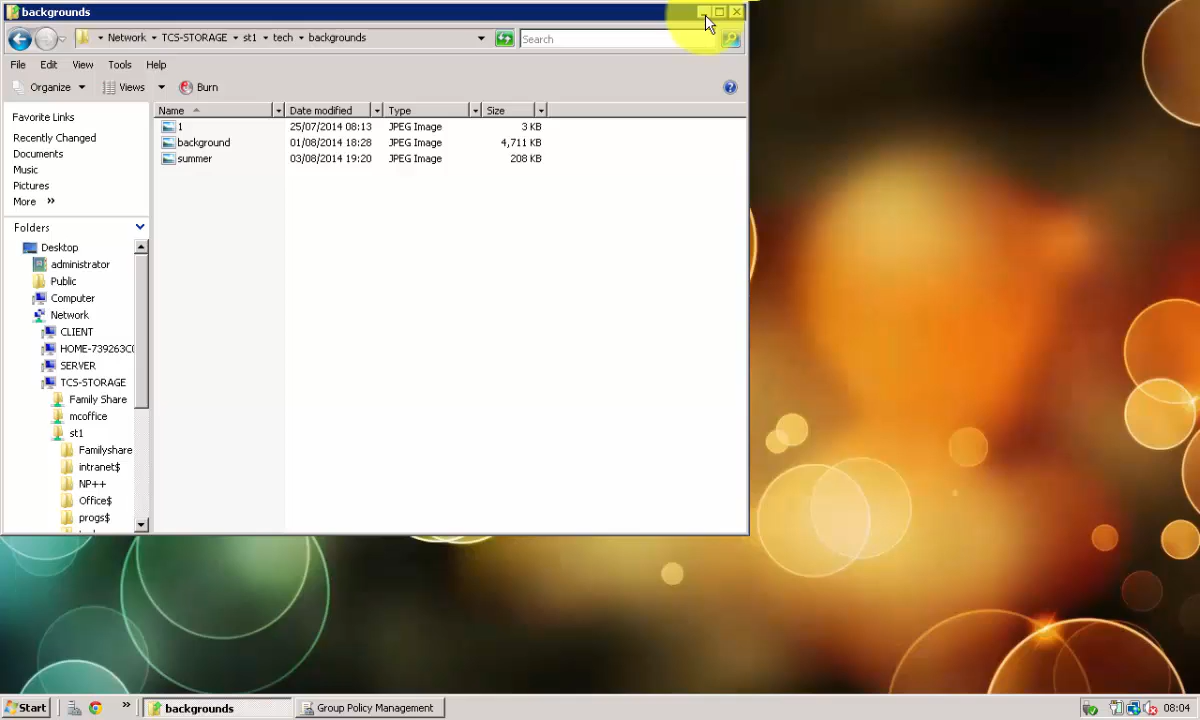 backgrounds
Network TCS-STORAGE st1 tech backgrounds
Search
File Edit View Tools Help
Organize Views Burn
Favorite Links
Recently Changed
Documents
Music
Pictures
More »
Folders
Desktop
administrator
Public
Computer
Network
CLIENT
HOME-739263C
SERVER
TCS-STORAGE
Family Share
mcoffice
st1
Familyshare
intranet$
NP++
Office$
progs$
Name Date modified Type Size
1 25/07/2014 08:13 JPEG Image 3 KB
background 01/08/2014 18:28 JPEG Image 4,711 KB
summer 03/08/2014 19:20 JPEG Image 208 KB
Start » backgrounds Group Policy Management 08:04